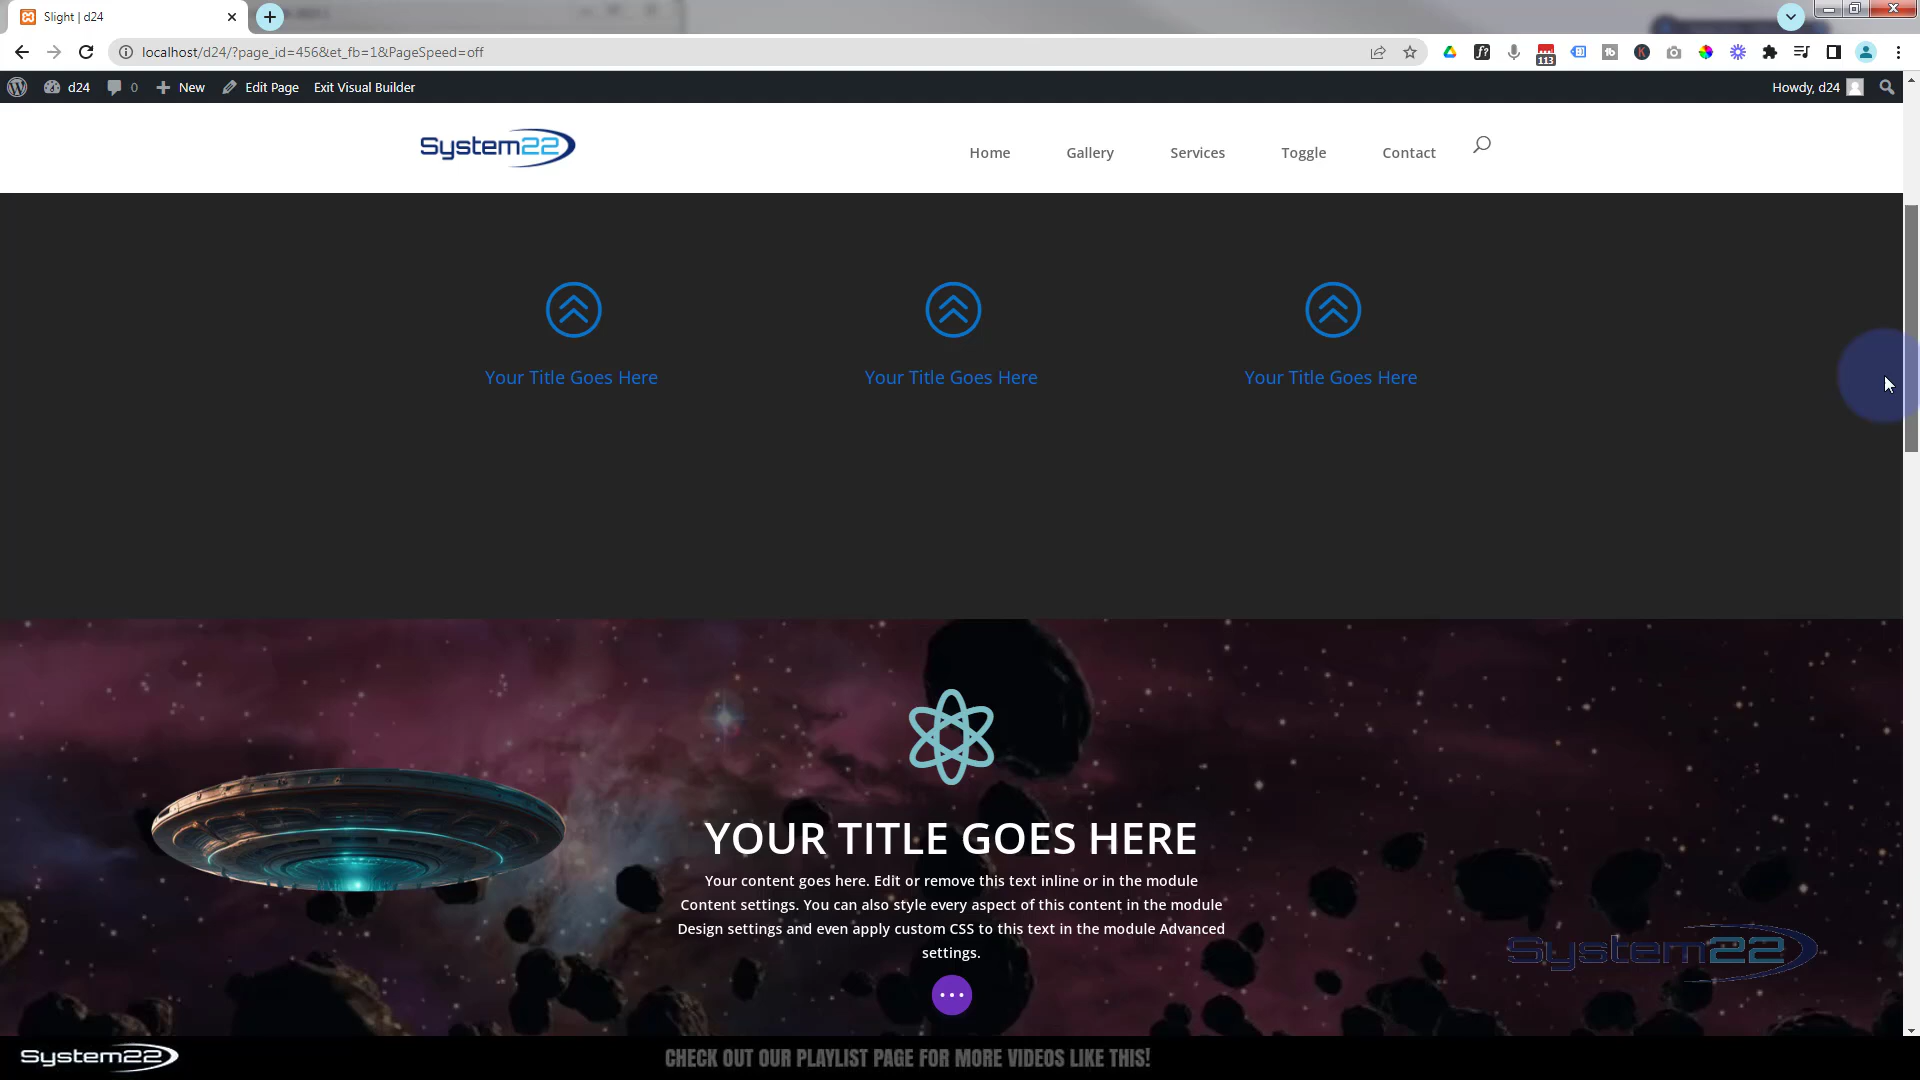 Slight | d24
localhost/d24/?page_id=456&et_fb=1&PageSpeed=off
113
d24 0 New Edit Page Exit Visual Builder
Howdy, d24
System22
Home Gallery Services Toggle Contact
Your Title Goes Here
Your Title Goes Here
Your Title Goes Here
YOUR TITLE GOES HERE
Your content goes here. Edit or remove this text inline or in the module
Content settings. You can also style every aspect of this content in the module
Design settings and even apply custom CSS to this text in the module Advanced
settings.
System22
System22
CHECK OUT OUR PLAYLIST PAGE FOR MORE VIDEOS LIKE THIS!